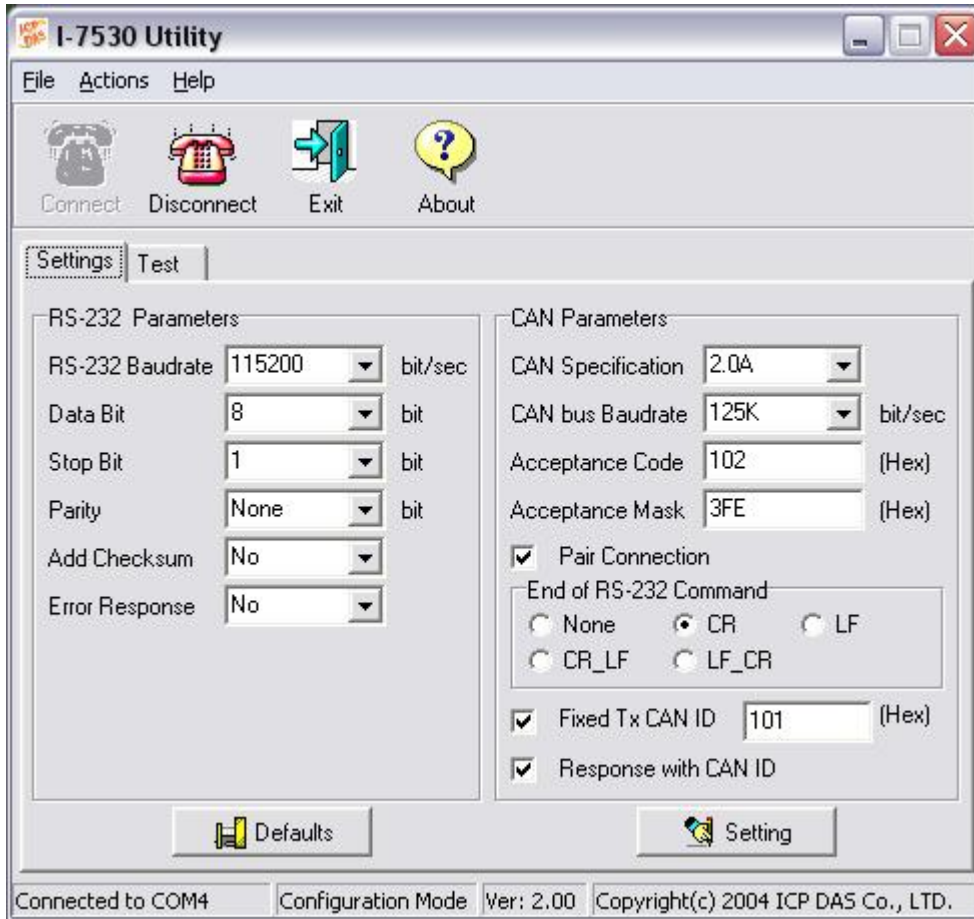 I-7530 Utility
File Actions Help
Connect Disconnect Exit About
Settings Test
RS-232 Parameters
RS-232 Baudrate 115200 bit/sec
Data Bit 8 bit
Stop Bit 1 bit
Parity None bit
Add Checksum No
Error Response No
CAN Parameters
CAN Specification 2.0A
CAN bus Baudrate 125K bit/sec
Acceptance Code 102 (Hex)
Acceptance Mask 3FE (Hex)
Pair Connection
End of RS-232 Command
None CR LF
CR_LF LF_CR
Fixed Tx CAN ID 101 (Hex)
Response with CAN ID
Defaults Setting
Connected to COM4 Configuration Mode Ver: 2.00 Copyright(c) 2004 ICP DAS Co., LTD.